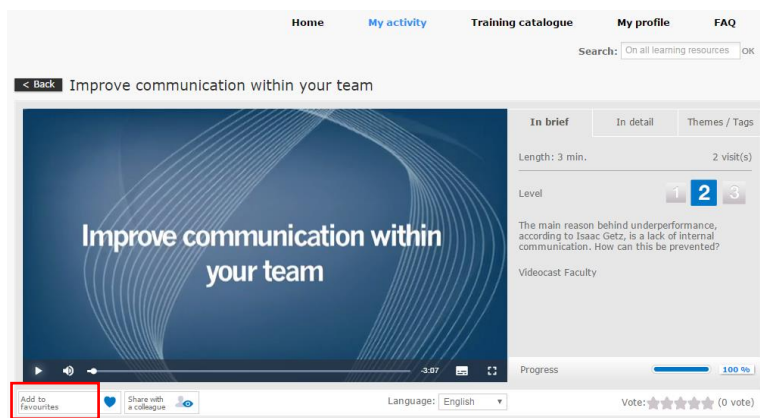 Home My activity Training catalogue My profile FAQ
Search: On all learning resources OK
< Back Improve communication within your team
In brief In detail Themes / Tags
Length: 3 min. 2 visit(s)
Level 1 2 3
The main reason behind underperformance,
according to Isaac Getz, is a lack of internal
communication. How can this be prevented?
Videocast Faculty
Improve communication within
your team
-3:07
Progress 100 %
Add to
favourites
Share with
a colleague
Language: English
Vote: (0 vote)